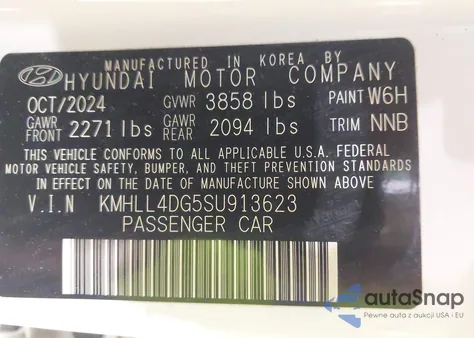 MANUFACTURED IN KOREA BY
HYUNDAI MOTOR COMPANY
OCT/2024 GVWR 3858 lbs PAINT W6H
GAWR FRONT 2271 lbs GAWR REAR 2094 lbs TRIM NNB
THIS VEHICLE CONFORMS TO ALL APPLICABLE U.S.A. FEDERAL
MOTOR VEHICLE SAFETY, BUMPER, AND THEFT PREVENTION STANDARDS
IN EFFECT ON THE DATE OF MANUFACTURE SHOWN ABOVE
V.I.N KMHLL4DG5SU913623
PASSENGER CAR
autoSnap
Pewne auta z aukcji USA i EU